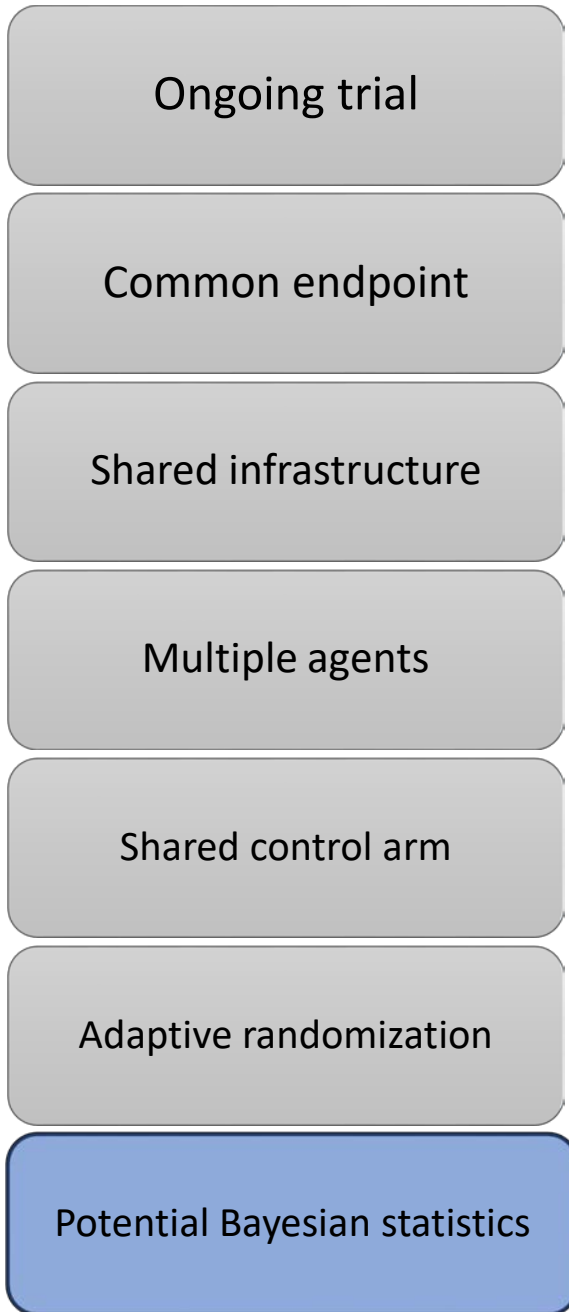 Ongoing trial
Common endpoint
Shared infrastructure
Multiple agents
Shared control arm
Adaptive randomization
Potential Bayesian statistics